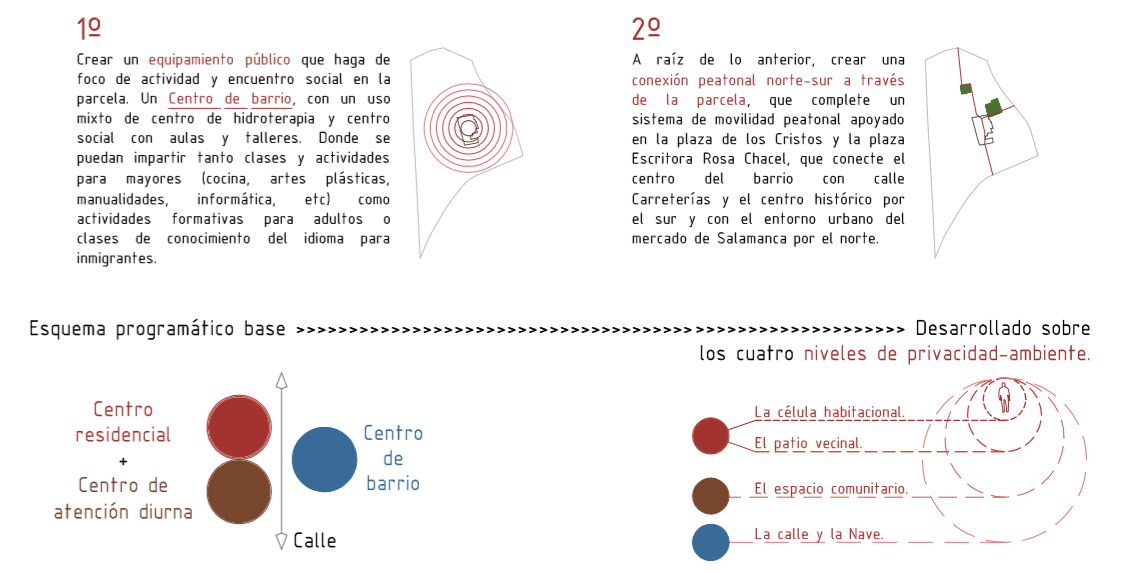 1º
Crear un equipamiento público que haga de
foco de actividad y encuentro social en la
parcela. Un Centro de barrio, con un uso
mixto de centro de hidroterapia y centro
social con aulas y talleres. Donde se
puedan impartir tanto clases y actividades
para mayores (cocina, artes plásticas,
manualidades, informática, etc) como
actividades formativas para adultos o
clases de conocimiento del idioma para
inmigrantes.
2º
A raíz de lo anterior, crear una
conexión peatonal norte-sur a través
de la parcela, que complete un
sistema de movilidad peatonal apoyado
en la plaza de los Cristos y la plaza
Escritora Rosa Chacel, que conecte el
centro del barrio con calle
Carreterías y el centro histórico por
el sur y con el entorno urbano del
mercado de Salamanca por el norte.
Esquema programático base >>>>>>>>>>>>>>>>>>>>>>>>>>>>>>>>>>>>>>>>>>>>>>>>>>>>>>>>>> Desarrollado sobre
los cuatro niveles de privacidad-ambiente.
Centro
residencial
+
Centro de
atención diurna
Centro
de
barrio
Calle
La célula habitacional.
El patio vecinal.
El espacio comunitario.
La calle y la Nave.